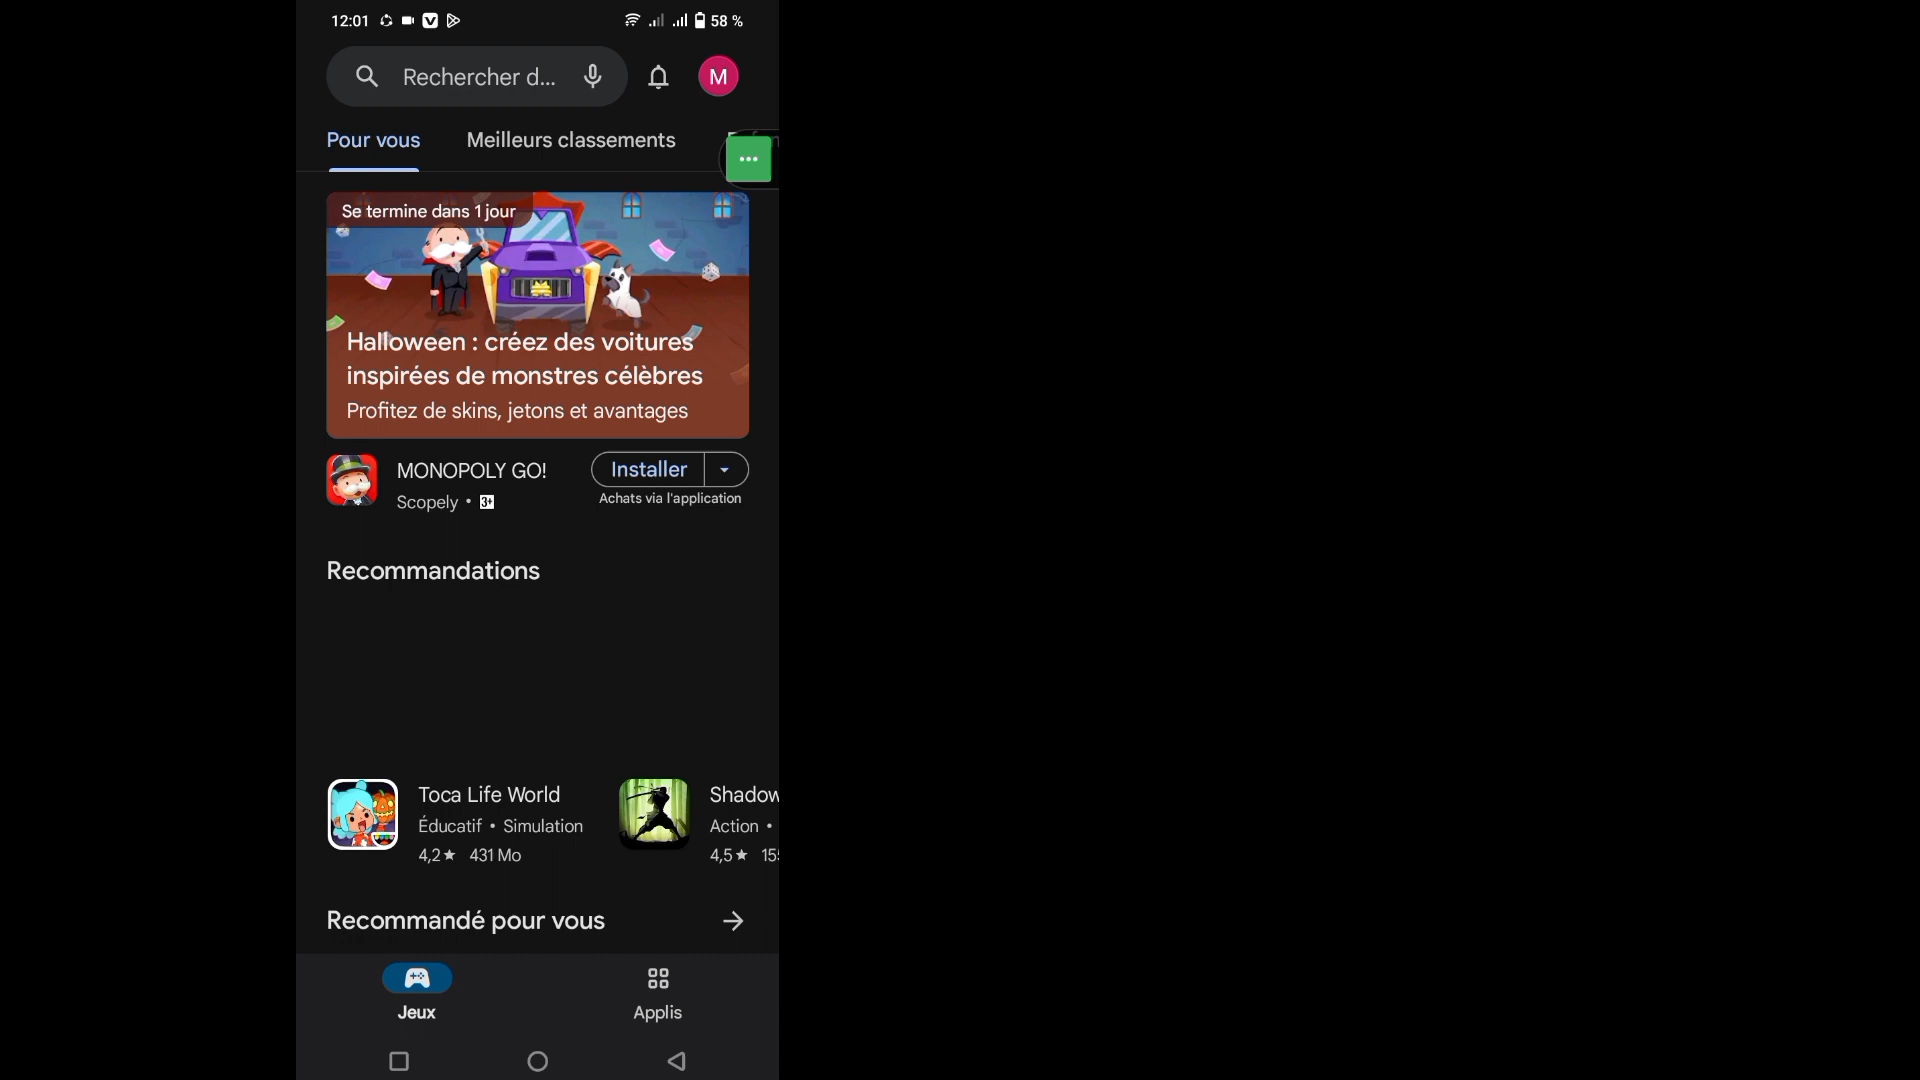 12:01
58 %
Rechercher d...
M
Pour vous
Meilleurs classements
Se termine dans 1 jour
Halloween : créez des voitures
inspirées de monstres célèbres
Profitez de skins, jetons et avantages
MONOPOLY GO!
Installer
Scopely • 3+
Achats via l'application
Recommandations
Toca Life World
Shadow
Éducatif • Simulation
Action •
4,2★ 431 Mo
4,5★
Recommandé pour vous
Jeux
Applis